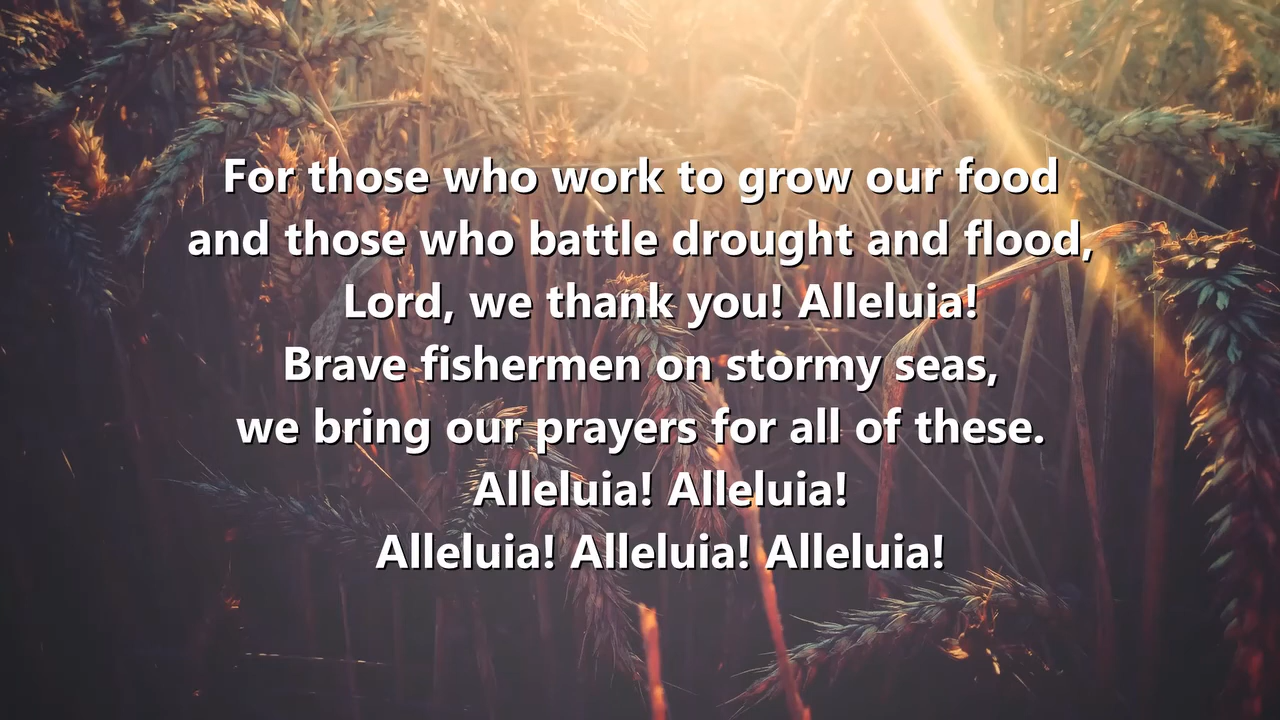 For those who work to grow our food
and those who battle drought and flood,
Lord, we thank you! Alleluia!
Brave fishermen on stormy seas,
we bring our prayers for all of these.
Alleluia! Alleluia!
Alleluia! Alleluia! Alleluia!